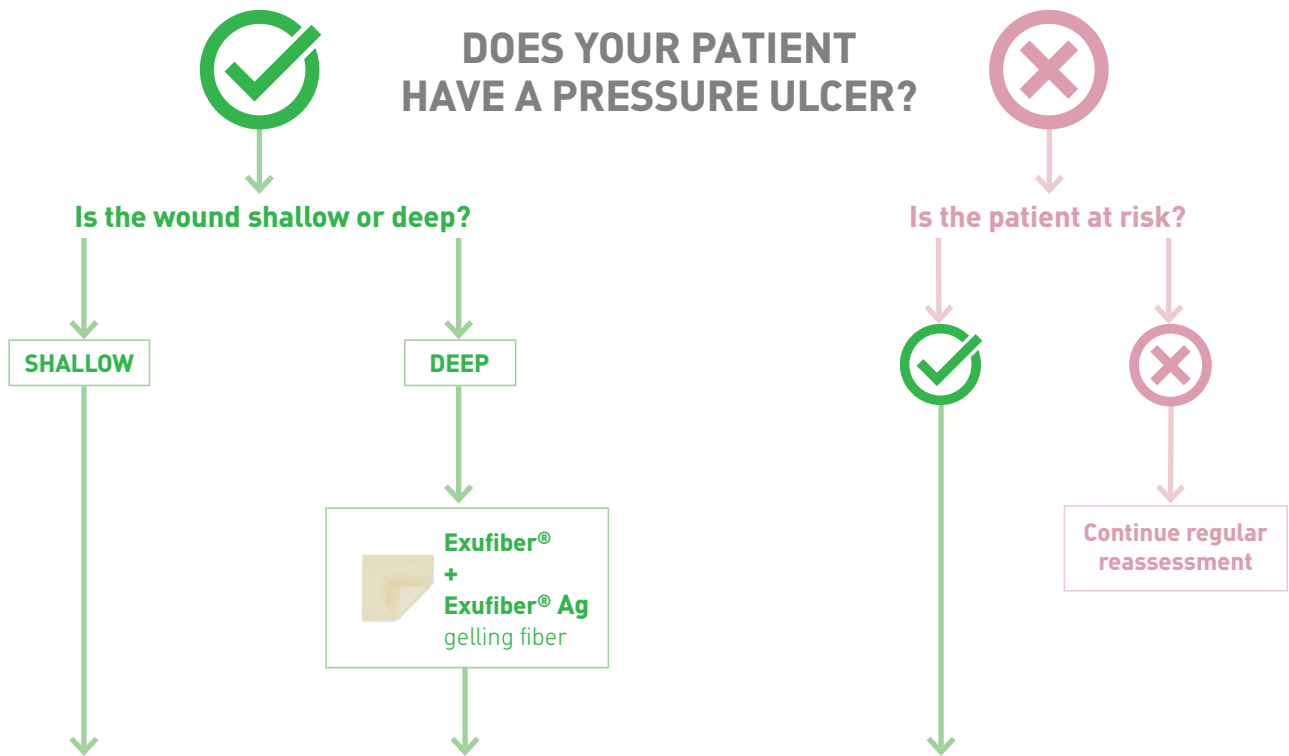 DOES YOUR PATIENT
HAVE A PRESSURE ULCER?
Is the wound shallow or deep?
Is the patient at risk?
SHALLOW
DEEP
Exufiber®
+
Exufiber® Ag
gelling fiber
Continue regular
reassessment